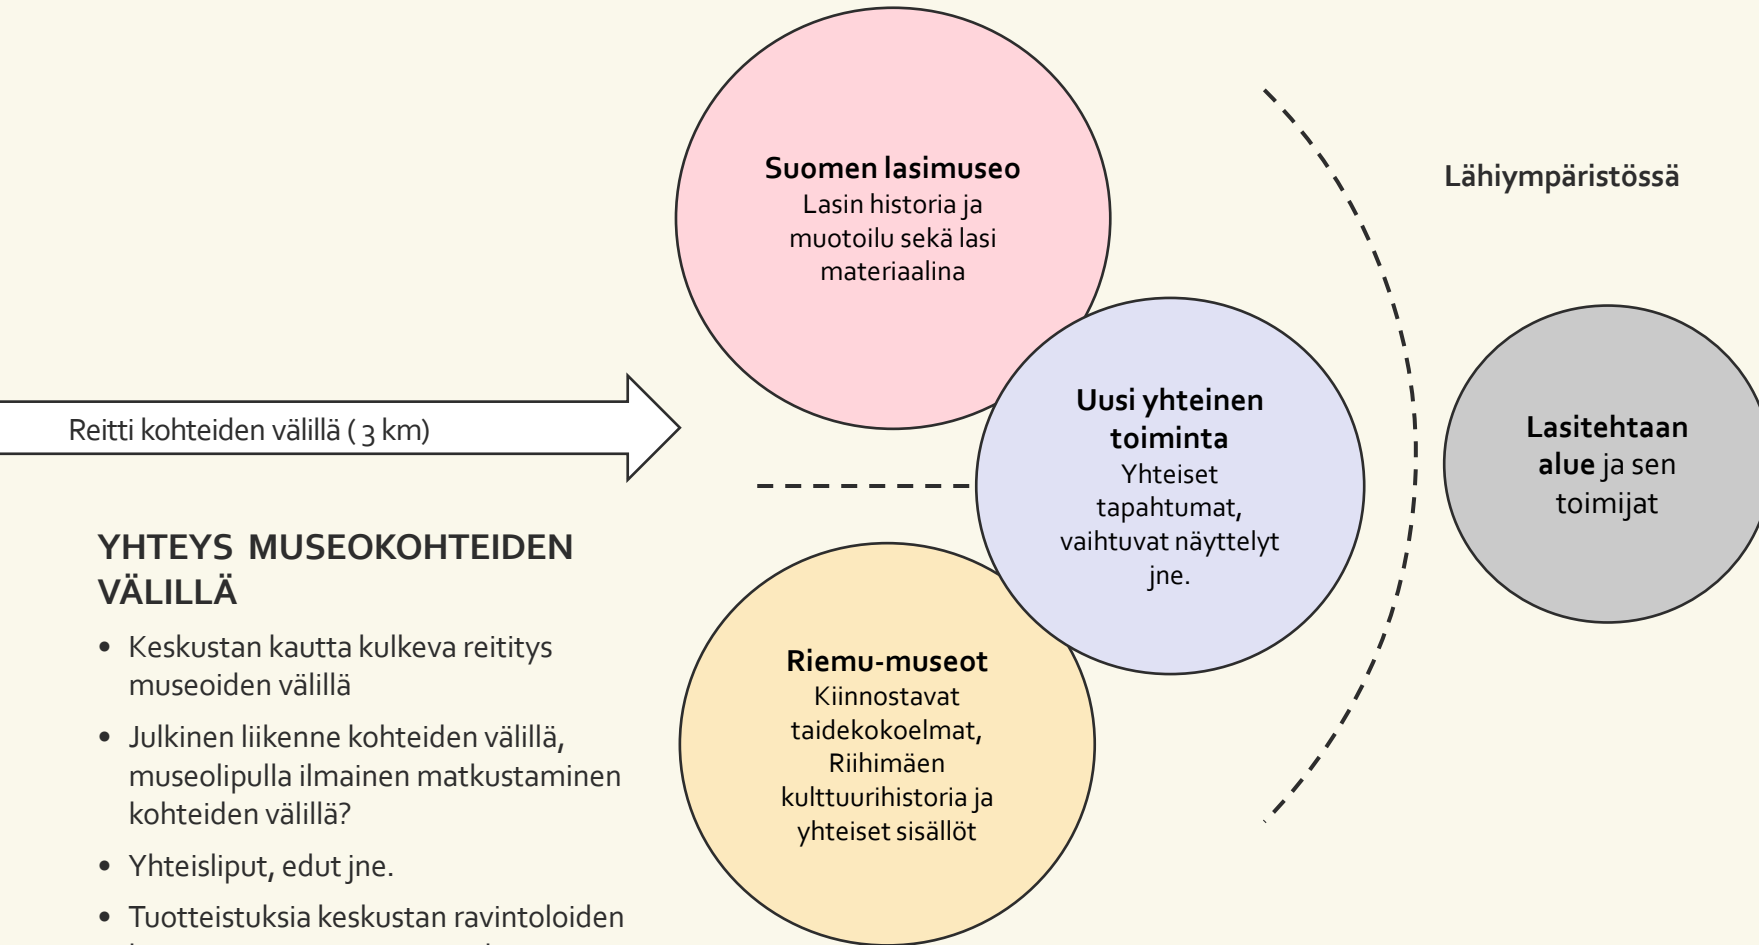 Suomen lasimuseo
Lasin historia ja
muotoilu sekä lasi
materiaalina
Lähiympäristössä
Reitti kohteiden välillä ( 3 km)
Uusi yhteinen
toiminta
Yhteiset
tapahtumat,
vaihtuvat näyttelyt
jne.
Lasitehtaan
alue ja sen
toimijat
YHTEYS MUSEOKOHTEIDEN
VÄLILLÄ
• Keskustan kautta kulkeva reititys
museoiden välillä
• Julkinen liikenne kohteiden välillä,
museolipulla ilmainen matkustaminen
kohteiden välillä?
• Yhteisliput, edut jne.
• Tuotteistuksia keskustan ravintoloiden
Riemu-museot
Kiinnostavat
taidekokoelmat,
Riihimäen
kulttuurihistoria ja
yhteiset sisällöt